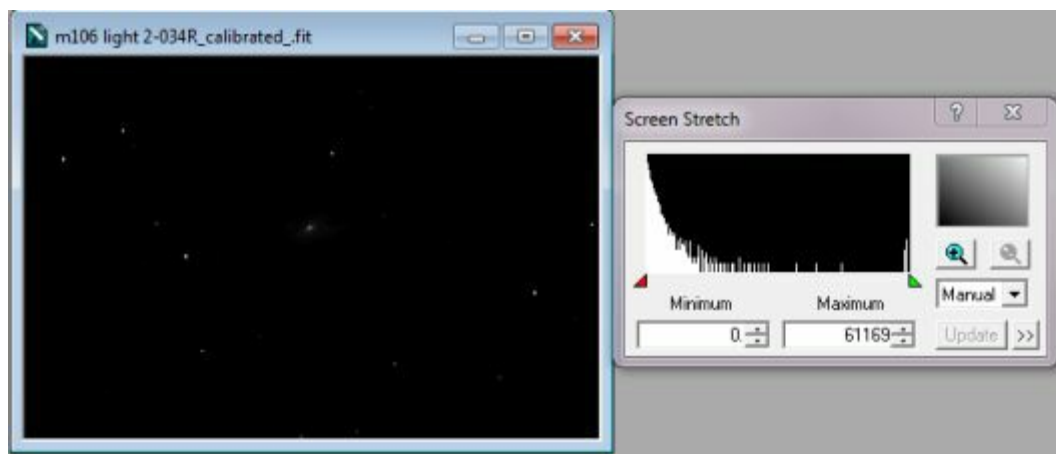 m106 light 2-034R_calibrated_.fit
Screen Stretch
?
Minimum Maximum
0. 61169
Manual
Update >>